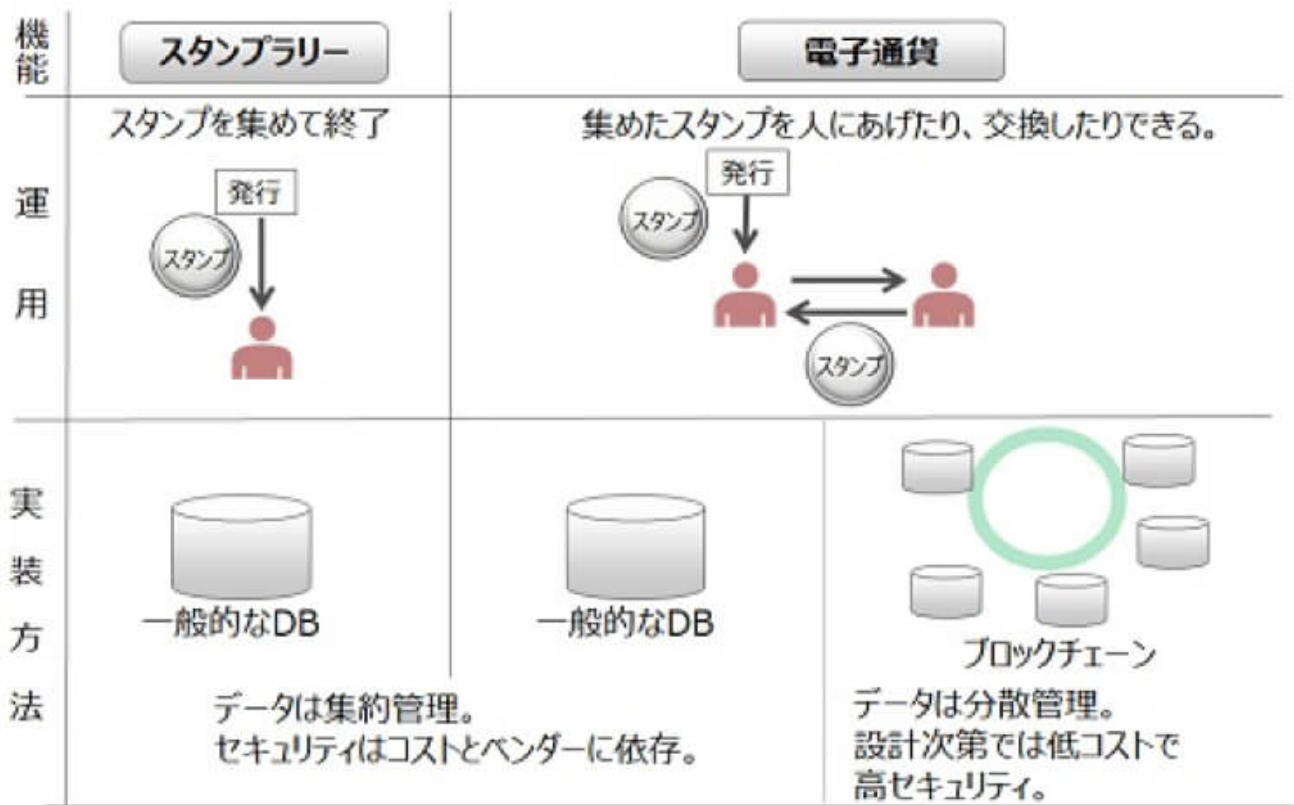 機能
スタンプラリー
電子通貨
運用
スタンプを集めて終了
発行
スタンプ
集めたスタンプを人にあげたり、交換したりできる。
発行
スタンプ
スタンプ
実装方法
一般的なDB
一般的なDB
データは集約管理。
セキュリティはコストとベンダーに依存。
ブロックチェーン
データは分散管理。
設計次第では低コストで
高セキュリティ。